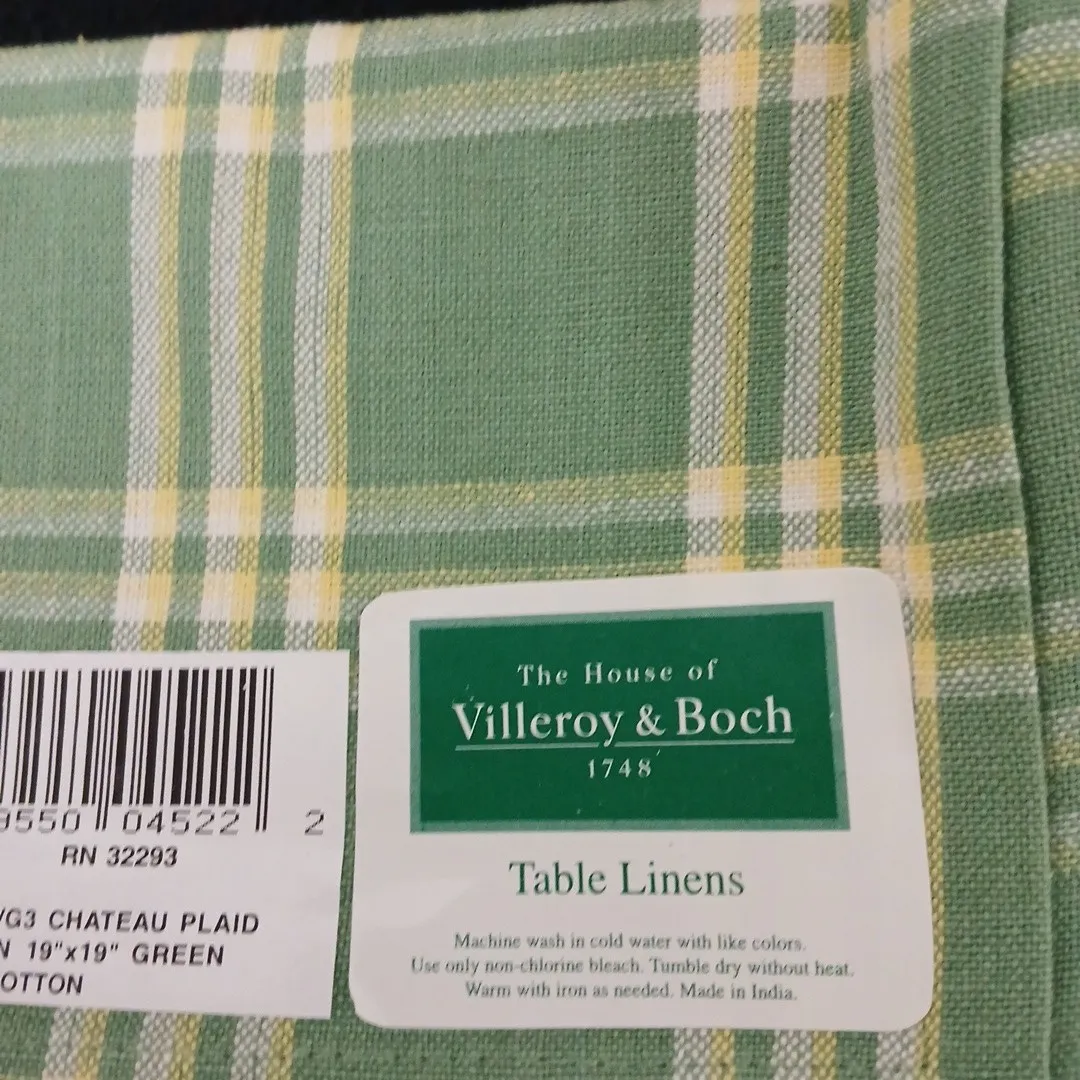 9550 04522 2
RN 32293
/G3 CHATEAU PLAID
N 19"x19" GREEN
OTTON
The House of
Villeroy & Boch
1748
Table Linens
Machine wash in cold water with like colors.
Use only non-chlorine bleach. Tumble dry without heat.
Warm with iron as needed. Made in India.